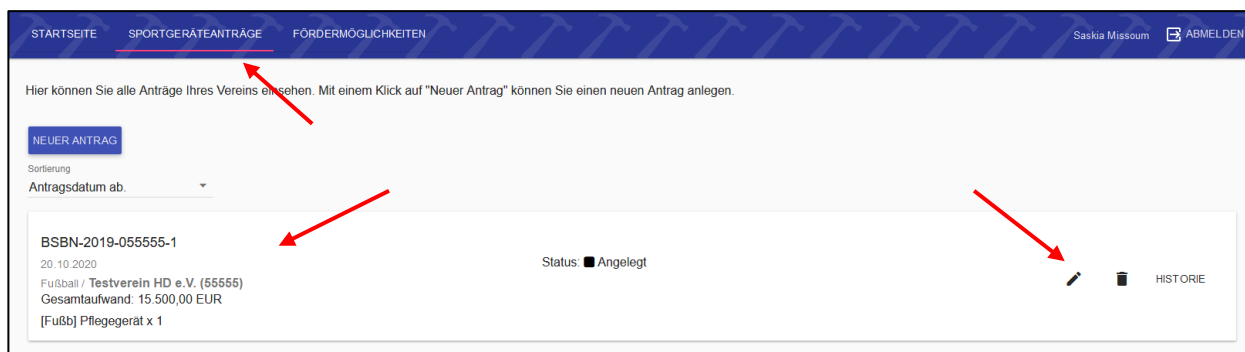 STARTSEITE SPORTGERÄTEANTRÄGE FÖRDERMÖGLICHKEITEN Saskia Missoum ABMELDEN
Hier können Sie alle Anträge Ihres Vereins einsehen. Mit einem Klick auf "Neuer Antrag" können Sie einen neuen Antrag anlegen.
NEUER ANTRAG
Sortierung
Antragsdatum ab.
BSBN-2019-055555-1
20.10.2020
Fußball / Testverein HD e.V. (55555)
Gesamtaufwand: 15.500,00 EUR
[Fußb] Pflegegerät x 1
Status: Angelegt
HISTORIE